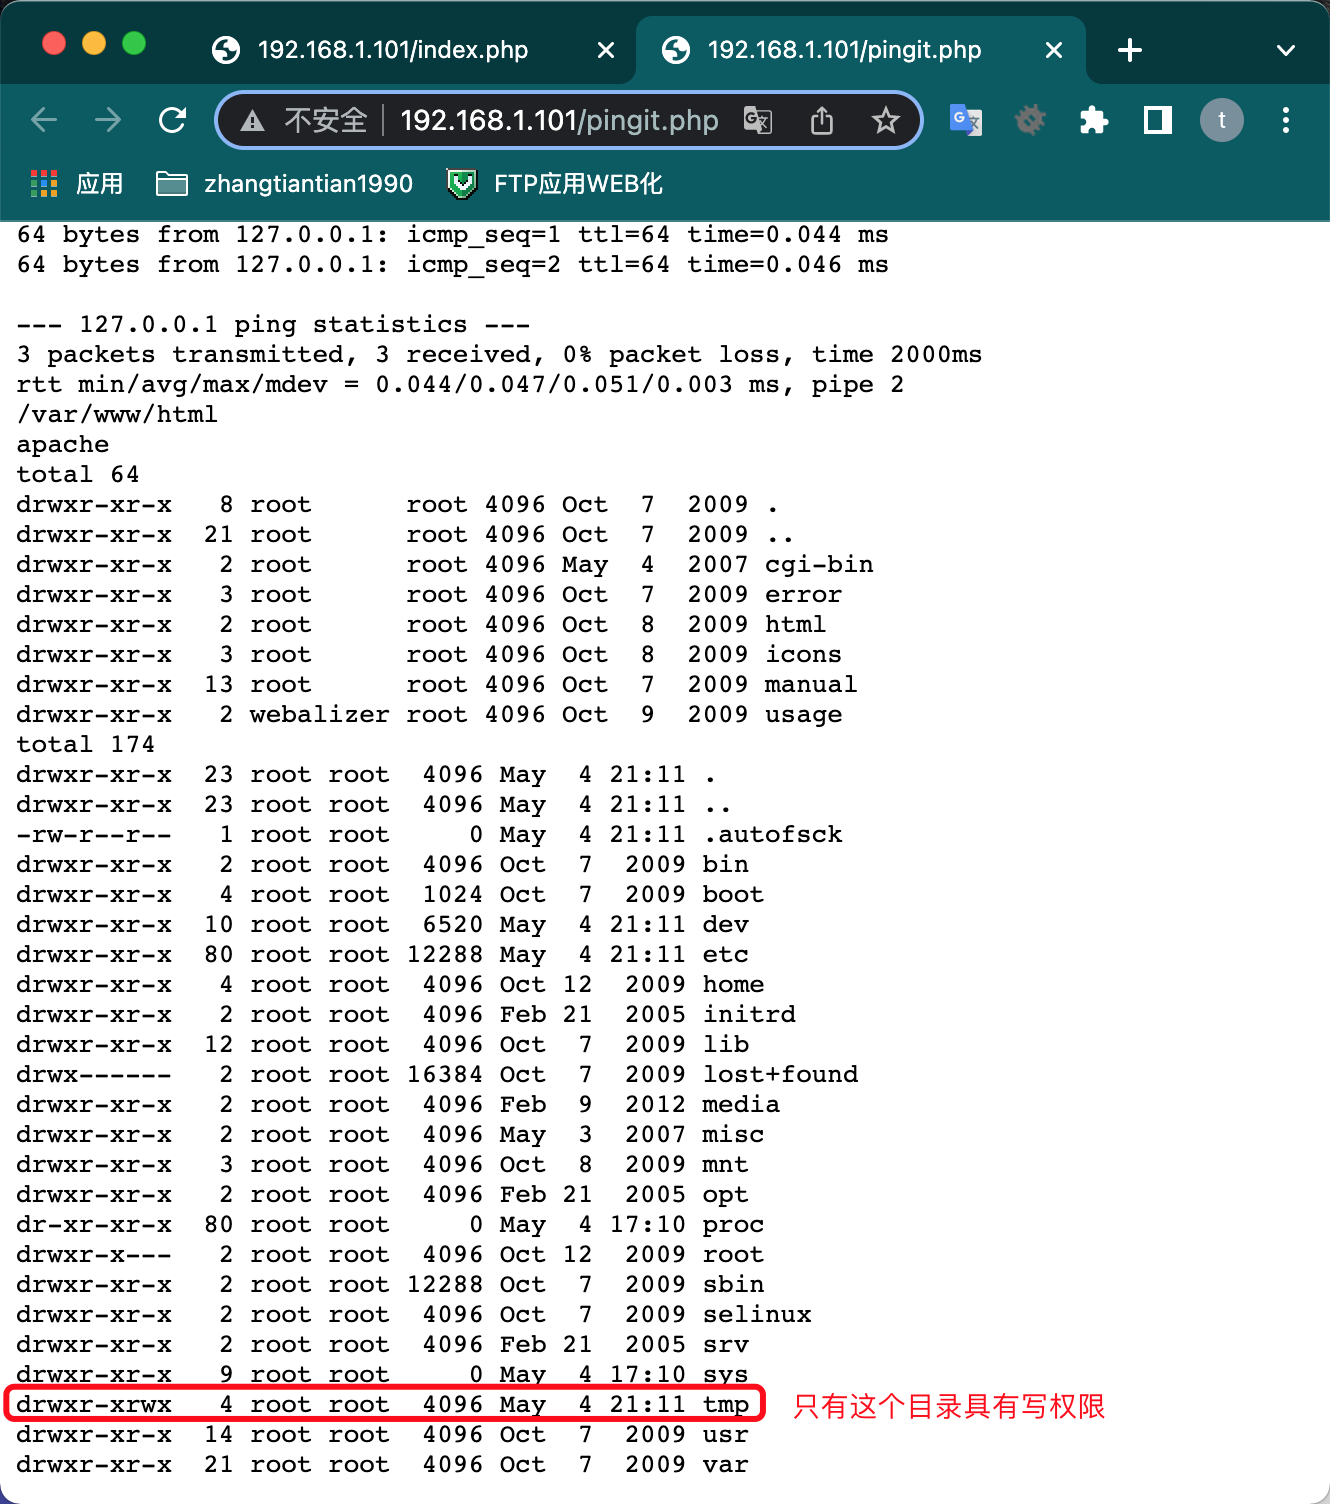 192.168.1.101/index.php
192.168.1.101/pingit.php
不安全 192.168.1.101/pingit.php
t
应用 zhangtiantian1990 FTP应用WEB化
64 bytes from 127.0.0.1: icmp_seq=1 ttl=64 time=0.044 ms
64 bytes from 127.0.0.1: icmp_seq=2 ttl=64 time=0.046 ms
--- 127.0.0.1 ping statistics ---
3 packets transmitted, 3 received, 0% packet loss, time 2000ms
rtt min/avg/max/mdev = 0.044/0.047/0.051/0.003 ms, pipe 2
/var/www/html
apache
total 64
drwxr-xr-x   8 root      root 4096 Oct  7  2009 .
drwxr-xr-x  21 root      root 4096 Oct  7  2009 ..
drwxr-xr-x   2 root      root 4096 May  4  2007 cgi-bin
drwxr-xr-x   3 root      root 4096 Oct  7  2009 error
drwxr-xr-x   2 root      root 4096 Oct  8  2009 html
drwxr-xr-x   3 root      root 4096 Oct  8  2009 icons
drwxr-xr-x  13 root      root 4096 Oct  7  2009 manual
drwxr-xr-x   2 webalizer root 4096 Oct  9  2009 usage
total 174
drwxr-xr-x  23 root root  4096 May  4 21:11 .
drwxr-xr-x  23 root root  4096 May  4 21:11 ..
-rw-r--r--   1 root root     0 May  4 21:11 .autofsck
drwxr-xr-x   2 root root  4096 Oct  7  2009 bin
drwxr-xr-x   4 root root  1024 Oct  7  2009 boot
drwxr-xr-x  10 root root  6520 May  4 21:11 dev
drwxr-xr-x  80 root root 12288 May  4 21:11 etc
drwxr-xr-x   4 root root  4096 Oct 12  2009 home
drwxr-xr-x   2 root root  4096 Feb 21  2005 initrd
drwxr-xr-x  12 root root  4096 Oct  7  2009 lib
drwx------   2 root root 16384 Oct  7  2009 lost+found
drwxr-xr-x   2 root root  4096 Feb  9  2012 media
drwxr-xr-x   2 root root  4096 May  3  2007 misc
drwxr-xr-x   3 root root  4096 Oct  8  2009 mnt
drwxr-xr-x   2 root root  4096 Feb 21  2005 opt
dr-xr-xr-x  80 root root     0 May  4 17:10 proc
drwxr-x---   2 root root  4096 Oct 12  2009 root
drwxr-xr-x   2 root root 12288 Oct  7  2009 sbin
drwxr-xr-x   2 root root  4096 Oct  7  2009 selinux
drwxr-xr-x   2 root root  4096 Feb 21  2005 srv
drwxr-xr-x   9 root root     0 May  4 17:10 sys
drwxr-xrwx   4 root root  4096 May  4 21:11 tmp 只有这个目录具有写权限
drwxr-xr-x  14 root root  4096 Oct  7  2009 usr
drwxr-xr-x  21 root root  4096 Oct  7  2009 var